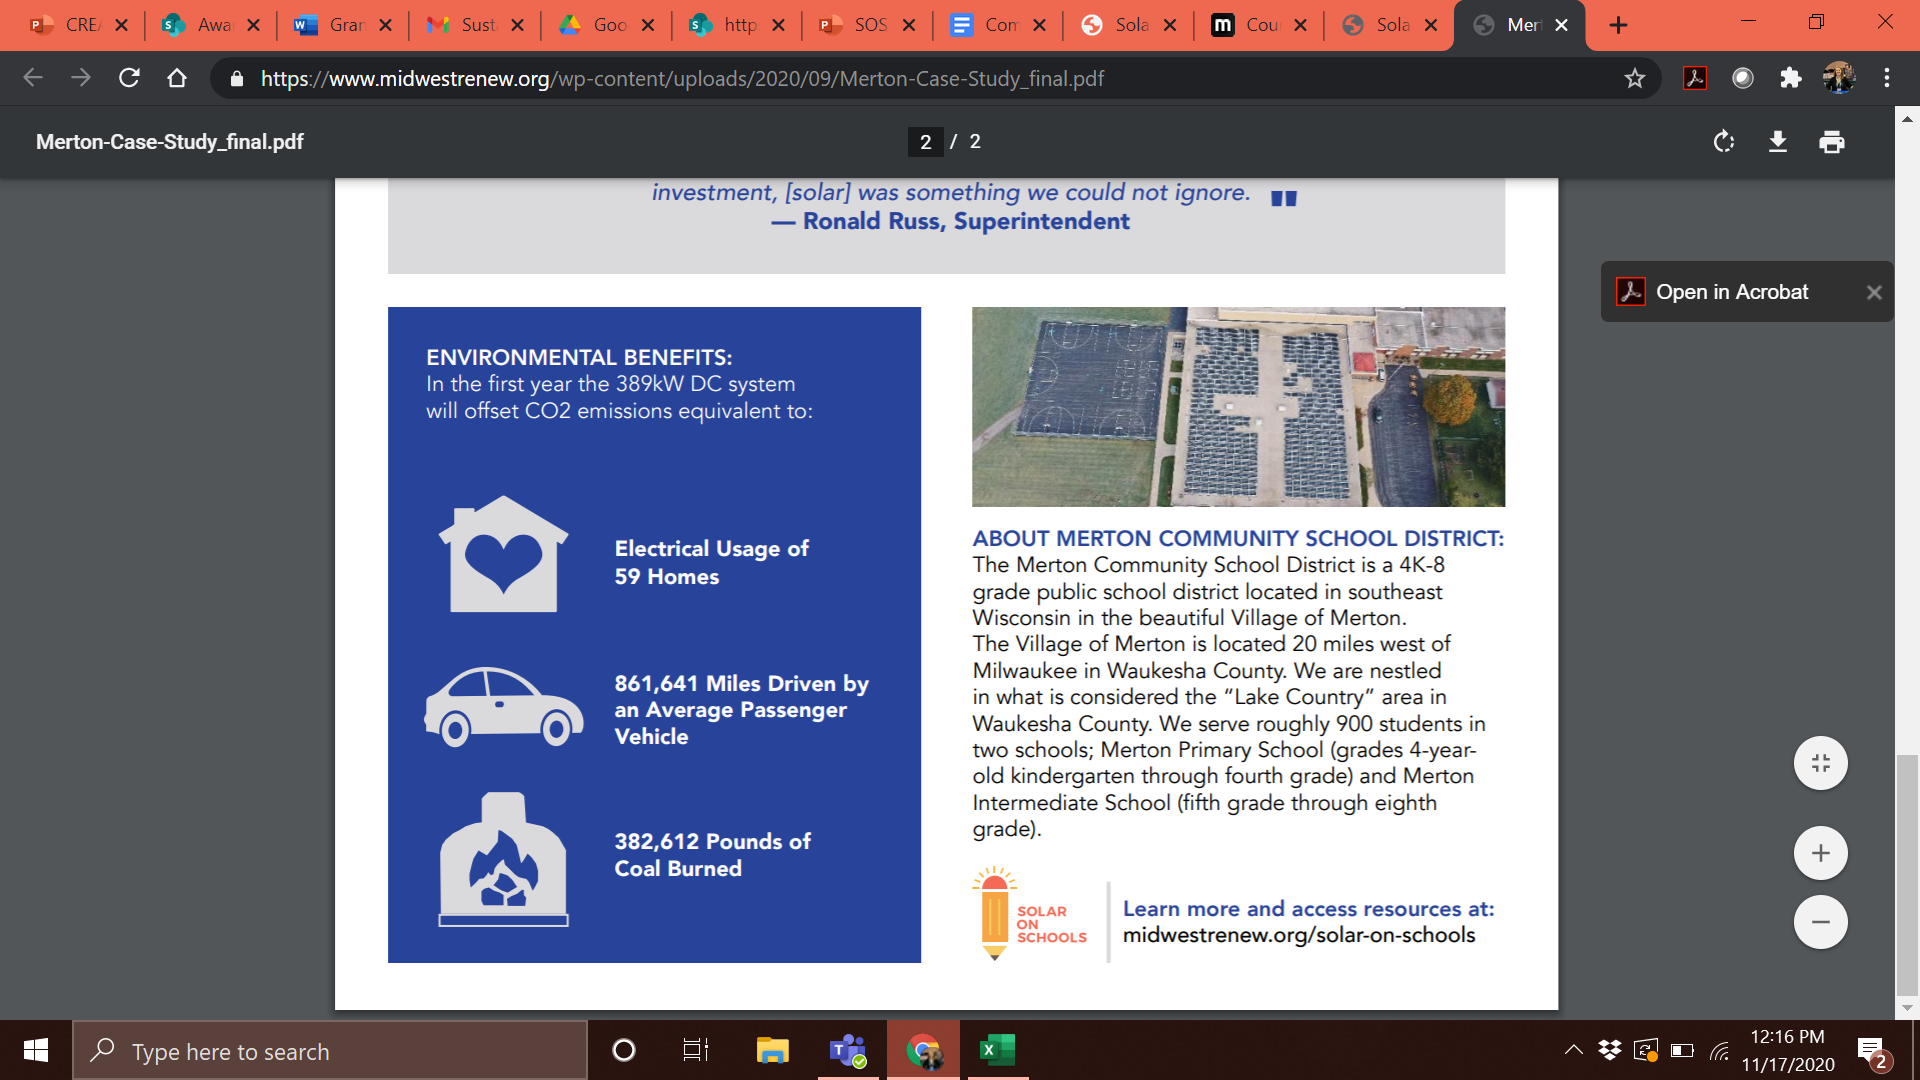 CRE
Awa
Gran
Sust
Goo
http
SOS
Com
Sola
m
Cou
Sola
Mer
https://www.midwestrenew.org/wp-content/uploads/2020/09/Merton-Case-Study_final.pdf
Merton-Case-Study_final.pdf
2 / 2
Open in Acrobat
investment, [solar] was something we could not ignore. "
— Ronald Russ, Superintendent
ENVIRONMENTAL BENEFITS:
In the first year the 389kW DC system
will offset CO2 emissions equivalent to:
Electrical Usage of
59 Homes
861,641 Miles Driven by
an Average Passenger
Vehicle
382,612 Pounds of
Coal Burned
ABOUT MERTON COMMUNITY SCHOOL DISTRICT:
The Merton Community School District is a 4K-8
grade public school district located in southeast
Wisconsin in the beautiful Village of Merton.
The Village of Merton is located 20 miles west of
Milwaukee in Waukesha County. We are nestled
in what is considered the “Lake Country” area in
Waukesha County. We serve roughly 900 students in
two schools; Merton Primary School (grades 4-year-
old kindergarten through fourth grade) and Merton
Intermediate School (fifth grade through eighth
grade).
SOLAR
ON
SCHOOLS
Learn more and access resources at:
midwestrenew.org/solar-on-schools
Type here to search
12:16 PM
11/17/2020
2